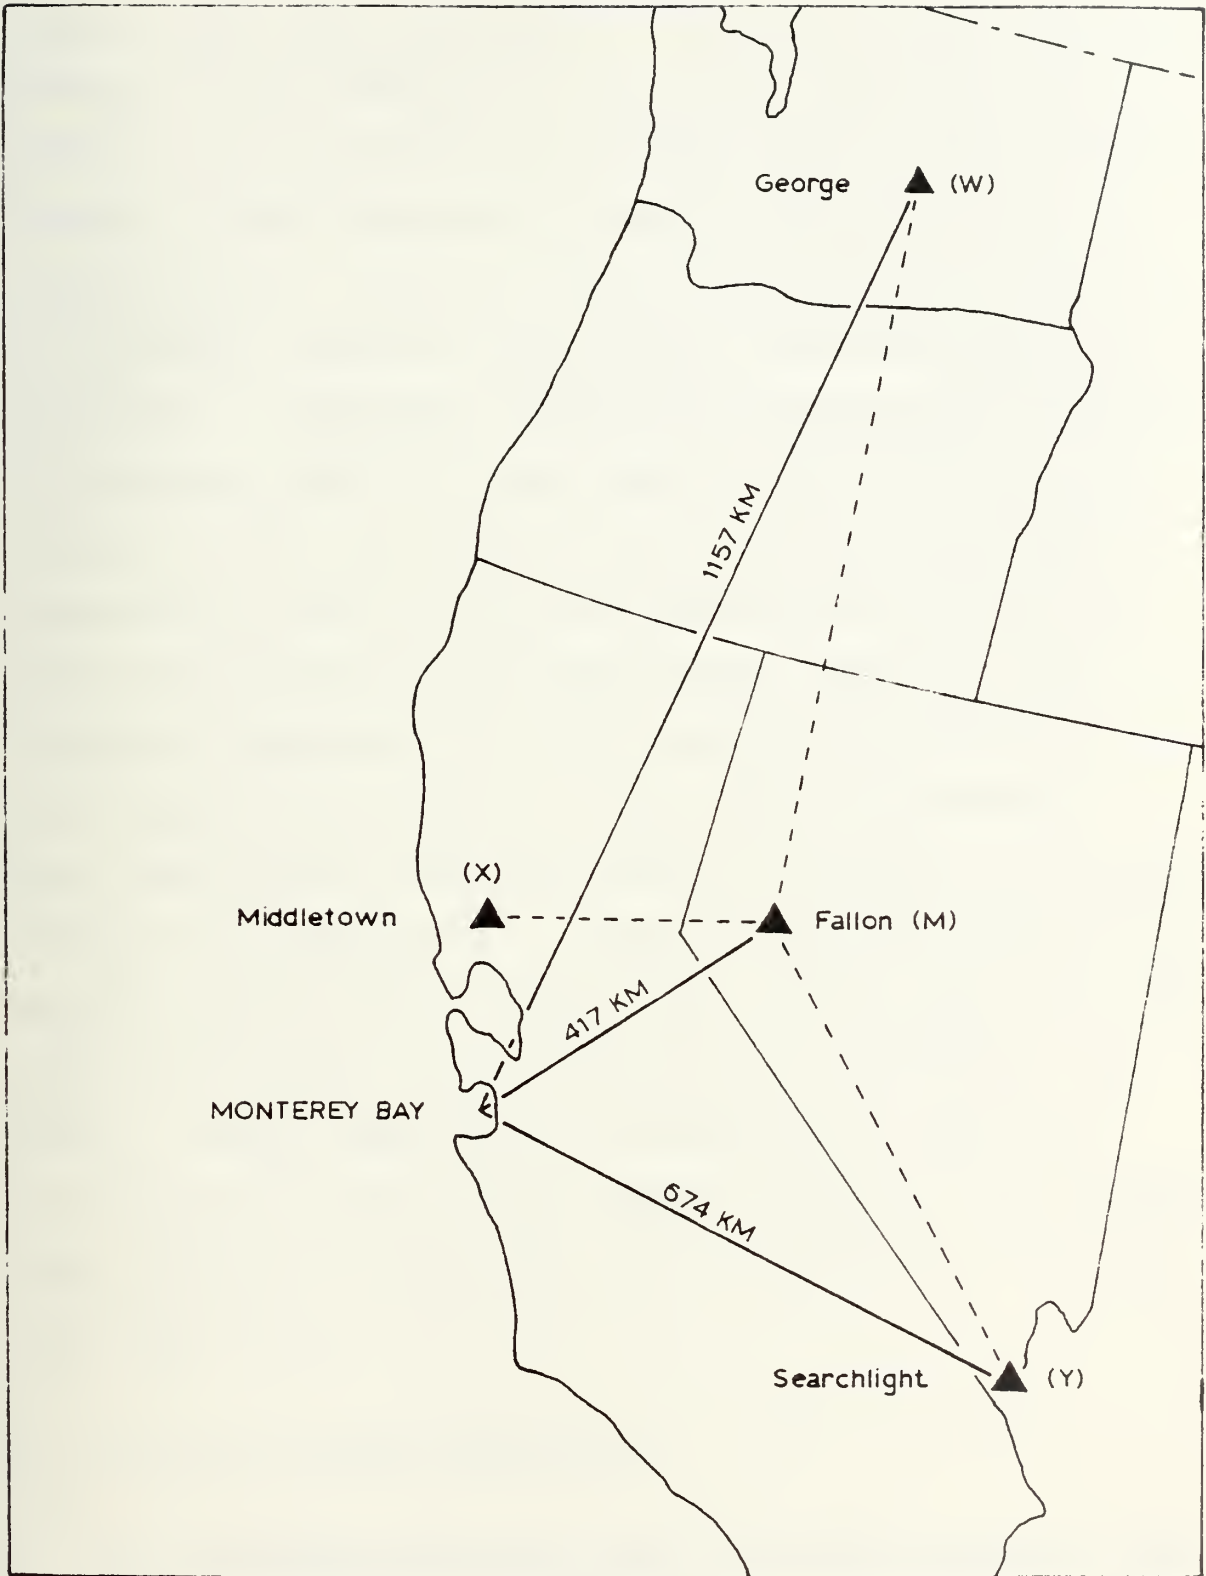 George (W)
1157 KM
(X)
Middletown
Fallon (M)
417 KM
MONTEREY BAY
674 KM
Searchlight (Y)